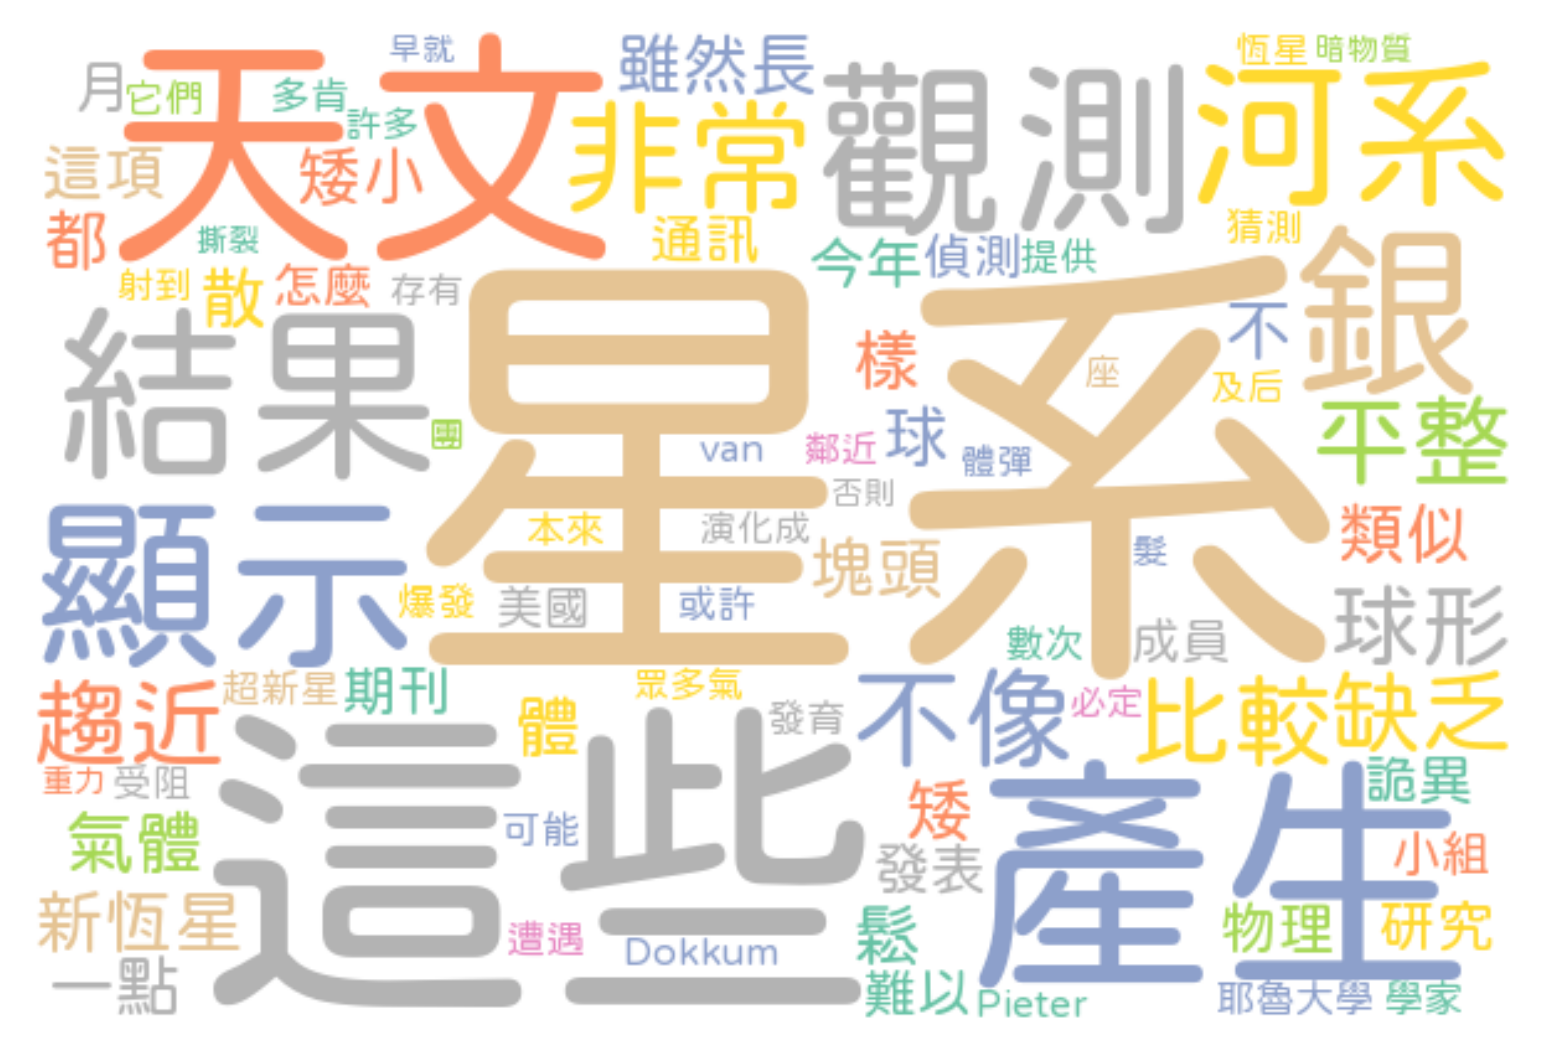 早就
雖然長
恆星
暗物質
月
它們
多肯
許多
天文
觀測
河系
非常
這項
矮小
都
撕裂
通訊
今年
偵測
提供
猜測
射到
散
怎麼
存有
星系
銀
結果
樣
不
座
及后
平整
團
van
鄰近
球
體彈
否則
顯示
本來
演化成
塊頭
髮
類似
爆發
美國
或許
數次
成員
球形
趨近
超新星
期刊
體
眾多氣
發育
不像
必定
比較
缺乏
重力
受阻
這些
產生
詭異
氣體
可能
矮
發表
小組
新恆星
遭遇
Dokkum
鬆
物理
研究
一點
難以
Pieter
耶魯大學
學家